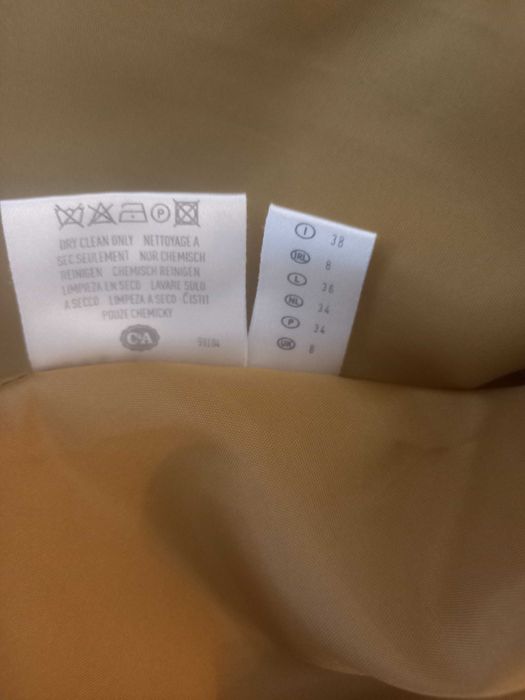 P
DRY CLEAN ONLY NETTOYAGE A
SEC SEULEMENT NUR CHEMISCH
REINIGEN CHEMISCH REINIGEN
LIMPIEZA EN SECO LAVARE SOLO
A SECCO LIMPEZA A SECO ČISTIT
POUZE CHEMICKY
C&A
I 38
IRL 8
L 36
NL 34
P 34
UK 8